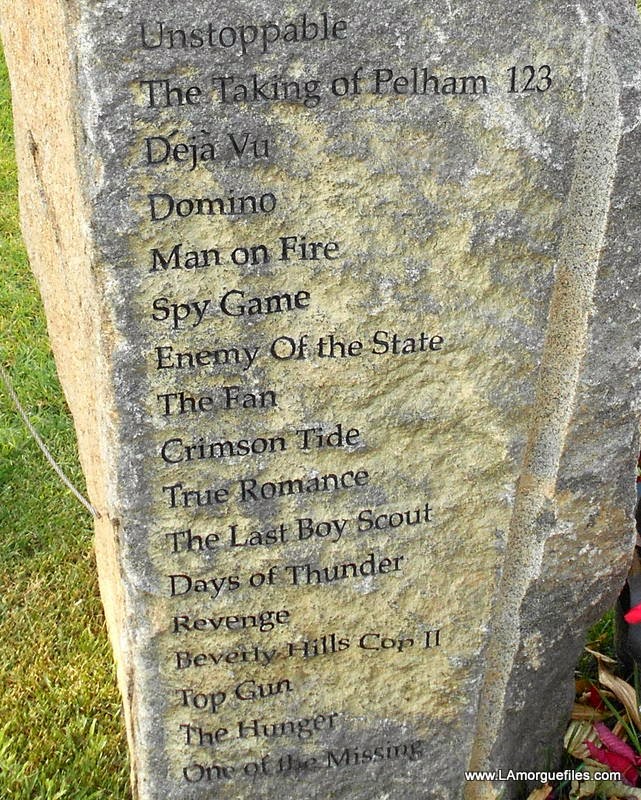 Unstoppable
The Taking of Pelham 123
Déjà Vu
Domino
Man on Fire
Spy Game
Enemy Of the State
The Fan
Crimson Tide
True Romance
The Last Boy Scout
Days of Thunder
Revenge
Beverly Hills Cop II
Top Gun
The Hunger
One of the Missing
www.LAmorguefiles.com